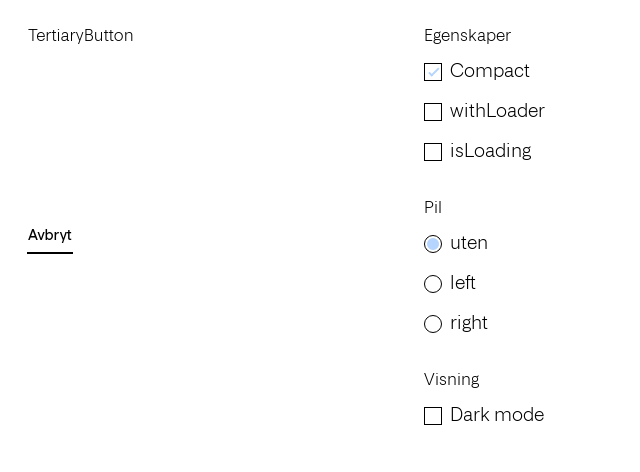 TertiaryButton
Avbryt
Egenskaper
Compact
withLoader
isLoading
Pil
uten
left
right
Visning
Dark mode